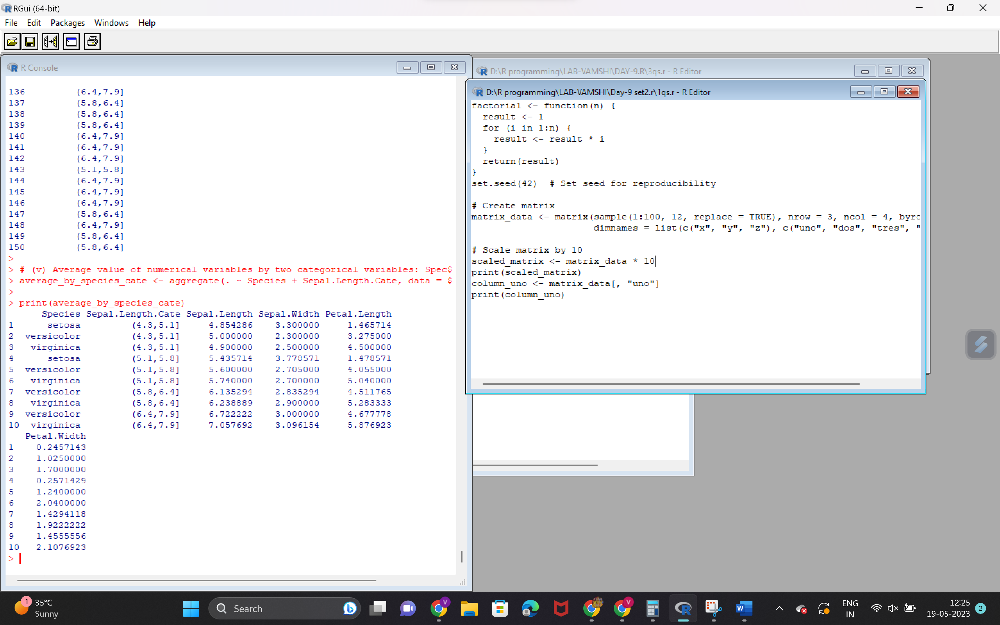 RGui (64-bit)
File Edit Packages Windows Help
R Console
136 (6.4,7.9]
137 (5.8,6.4]
138 (5.8,6.4]
139 (5.8,6.4]
140 (6.4,7.9]
141 (6.4,7.9]
142 (6.4,7.9]
143 (5.1,5.8]
144 (6.4,7.9]
145 (6.4,7.9]
146 (6.4,7.9]
147 (5.8,6.4]
148 (6.4,7.9]
149 (5.8,6.4]
150 (5.8,6.4]
>
> # (v) Average value of numerical variables by two categorical variables: Spec$
> average_by_species_cate <- aggregate(. ~ Species + Sepal.Length.Cate, data = $
>
> print(average_by_species_cate)
Species Sepal.Length.Cate Sepal.Length Sepal.Width Petal.Length
1 setosa (4.3,5.1] 4.854286 3.300000 1.465714
2 versicolor (4.3,5.1] 5.000000 2.300000 3.275000
3 virginica (4.3,5.1] 4.900000 2.500000 4.500000
4 setosa (5.1,5.8] 5.435714 3.778571 1.478571
5 versicolor (5.1,5.8] 5.600000 2.705000 4.055000
6 virginica (5.1,5.8] 5.740000 2.700000 5.040000
7 versicolor (5.8,6.4] 6.135294 2.835294 4.511765
8 virginica (5.8,6.4] 6.238889 2.900000 5.283333
9 versicolor (6.4,7.9] 6.722222 3.000000 4.677778
10 virginica (6.4,7.9] 7.057692 3.096154 5.876923
Petal.Width
1 0.2457143
2 1.0250000
3 1.7000000
4 0.2571429
5 1.2400000
6 2.0400000
7 1.4294118
8 1.9222222
9 1.4555556
10 2.1076923
>
D:\R programming\LAB-VAMSHI\DAY-9.R\3qs.r - R Editor
D:\R programming\LAB-VAMSHI\Day-9 set2.r\1qs.r - R Editor
factorial <- function(n) {
  result <- 1
  for (i in 1:n) {
    result <- result * i
  }
  return(result)
}
set.seed(42)  # Set seed for reproducibility
# Create matrix
matrix_data <- matrix(sample(1:100, 12, replace = TRUE), nrow = 3, ncol = 4, byro
dimnames = list(c("x", "y", "z"), c("uno", "dos", "tres", "
# Scale matrix by 10
scaled_matrix <- matrix_data * 10
print(scaled_matrix)
column_uno <- matrix_data[, "uno"]
print(column_uno)
1
35°C
Sunny
Search
V
V
W
ENG
IN
12:25
19-05-2023
2